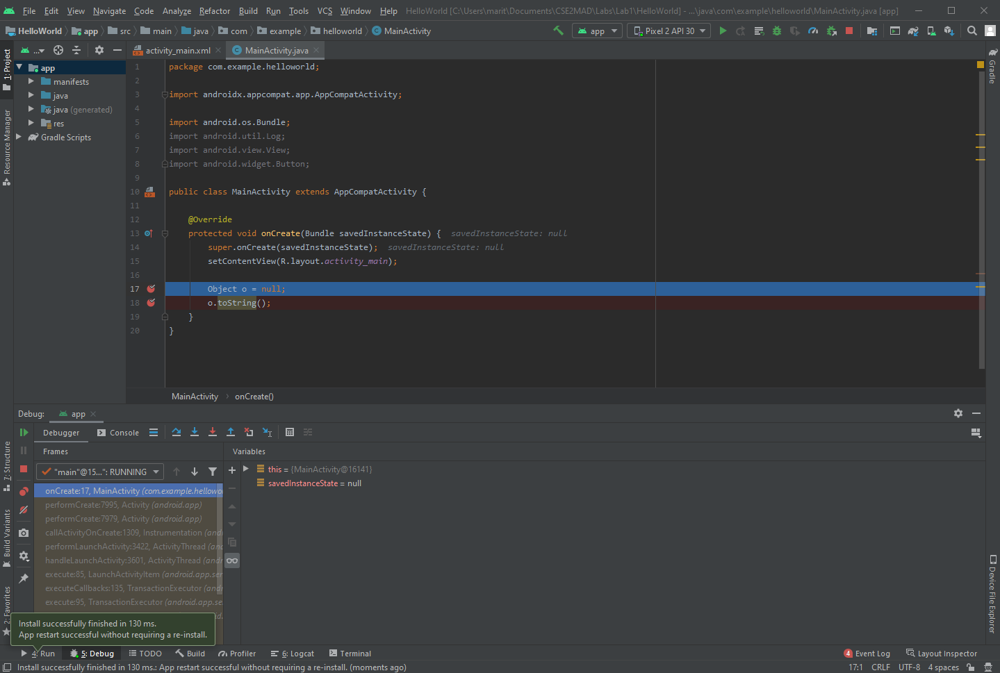 File Edit View Navigate Code Analyze Refactor Build Run Tools VCS Window Help HelloWorld [C:\Users\marit\Documents\CSE2MAD\Labs\Lab1\HelloWorld] - ...\java\com\example\helloworld\MainActivity.java [app]
HelloWorld app src main java com example helloworld MainActivity app Pixel 2 API 30
1: Project
Resource Manager
7: Structure
Build Variants
2: Favorites
... activity_main.xml MainActivity.java
app
manifests
java
java (generated)
res
Gradle Scripts
1 package com.example.helloworld;
2
3 import androidx.appcompat.app.AppCompatActivity;
4
5 import android.os.Bundle;
6 import android.util.Log;
7 import android.view.View;
8 import android.widget.Button;
9
10 public class MainActivity extends AppCompatActivity {
11
12 @Override
13 protected void onCreate(Bundle savedInstanceState) { savedInstanceState: null
14 super.onCreate(savedInstanceState); savedInstanceState: null
15 setContentView(R.layout.activity_main);
16
17 Object o = null;
18 o.toString();
19 }
20 }
MainActivity onCreate()
Gradle
Device File Explorer
Debug: app
Debugger Console
Frames Variables
"main"@15...": RUNNING
onCreate:17, MainActivity (com.example.hellowo
performCreate:7995, Activity (android.app)
performCreate:7979, Activity (android.app)
callActivityOnCreate:1309, Instrumentation (and
performLaunchActivity:3422, ActivityThread (and
handleLaunchActivity:3601, ActivityThread (andr
execute:85, LaunchActivityItem (android.app.ser
executeCallbacks:135, TransactionExecutor (andr
execute:95, TransactionExecutor (android.app.se
this = {MainActivity@16141}
savedInstanceState = null
Install successfully finished in 130 ms.
App restart successful without requiring a re-install.
4: Run 5: Debug TODO Build Profiler 6: Logcat Terminal 4 Event Log Layout Inspector
Install successfully finished in 130 ms.: App restart successful without requiring a re-install. (moments ago) 17:1 CRLF UTF-8 4 spaces